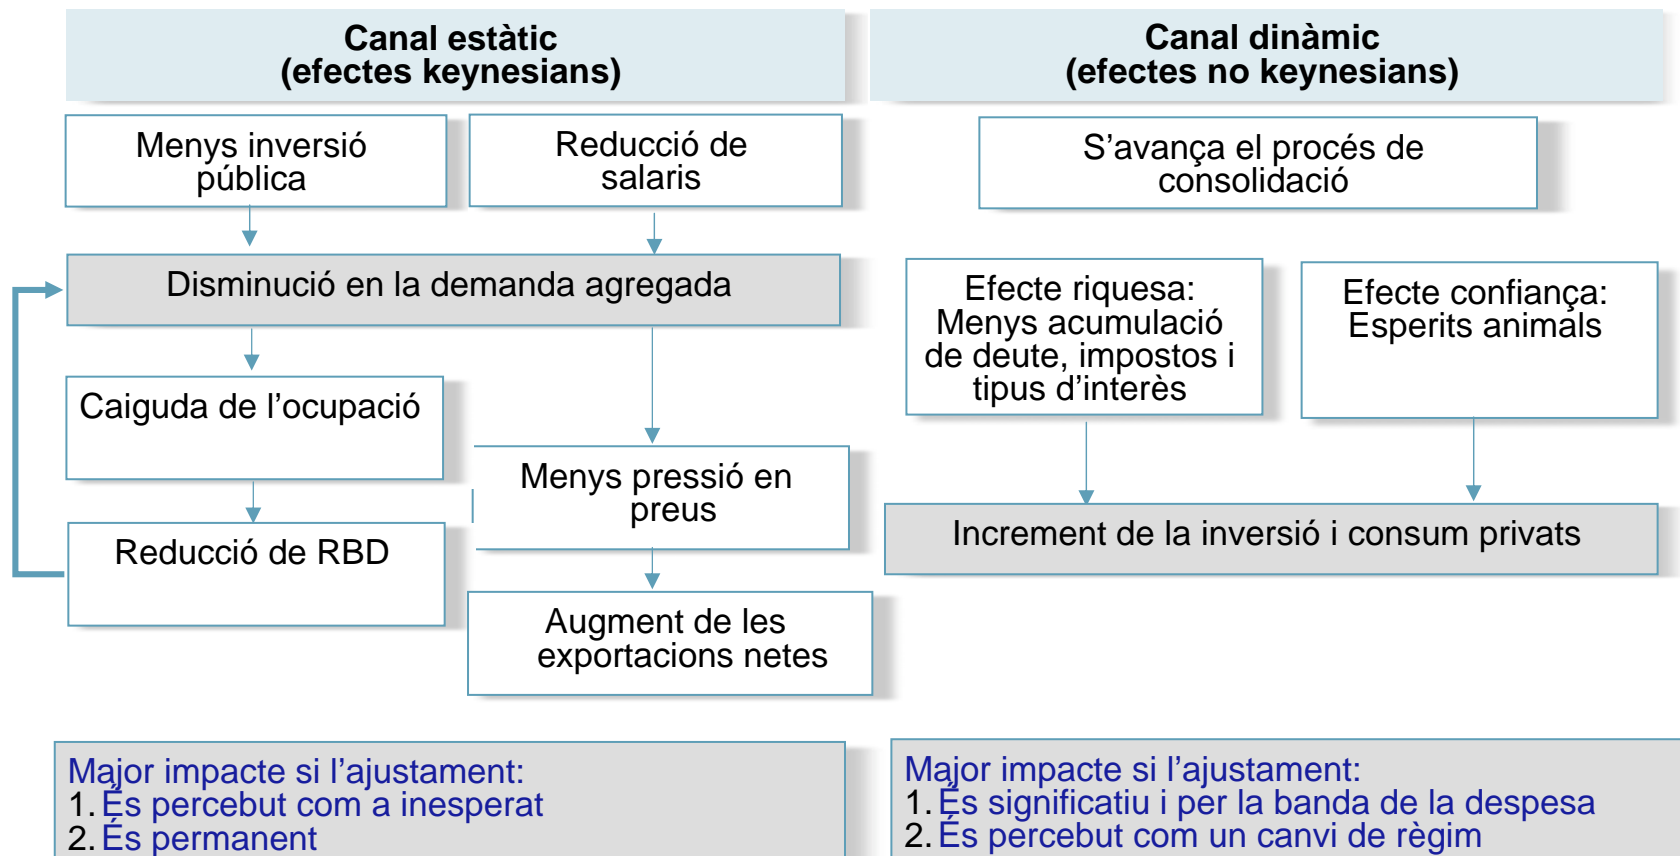 Canal estàtic
(efectes keynesians)
Menys inversió
pública
Reducció de
salaris
Disminució en la demanda agregada
Caiguda de l’ocupació
Menys pressió en
preus
Reducció de RBD
Augment de les
exportacions netes
Major impacte si l’ajustament:
1. És percebut com a inesperat
2. És permanent
Canal dinàmic
(efectes no keynesians)
S’avança el procés de
consolidació
Efecte riquesa:
Menys acumulació
de deute, impostos i
tipus d’interès
Efecte confiança:
Esperits animals
Increment de la inversió i consum privats
Major impacte si l’ajustament:
1. És significatiu i per la banda de la despesa
2. És percebut com un canvi de règim